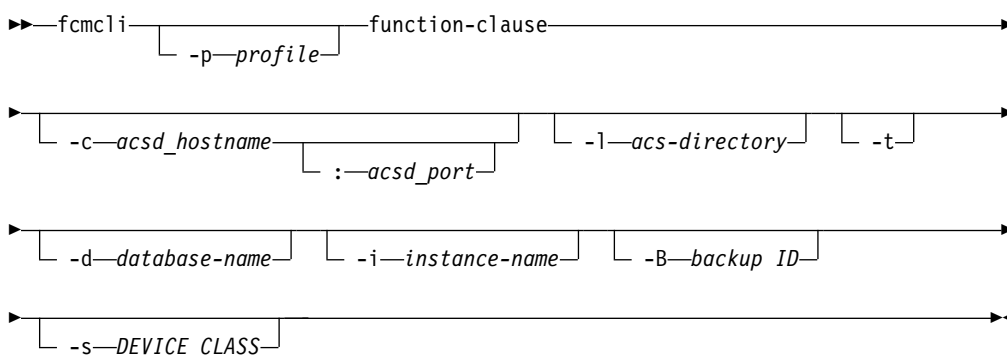 fcmcli function-clause
-p profile
-c acsd_hostname -l acs-directory -t
: acsd_port
-d database-name -i instance-name -B backup ID
-s DEVICE CLASS